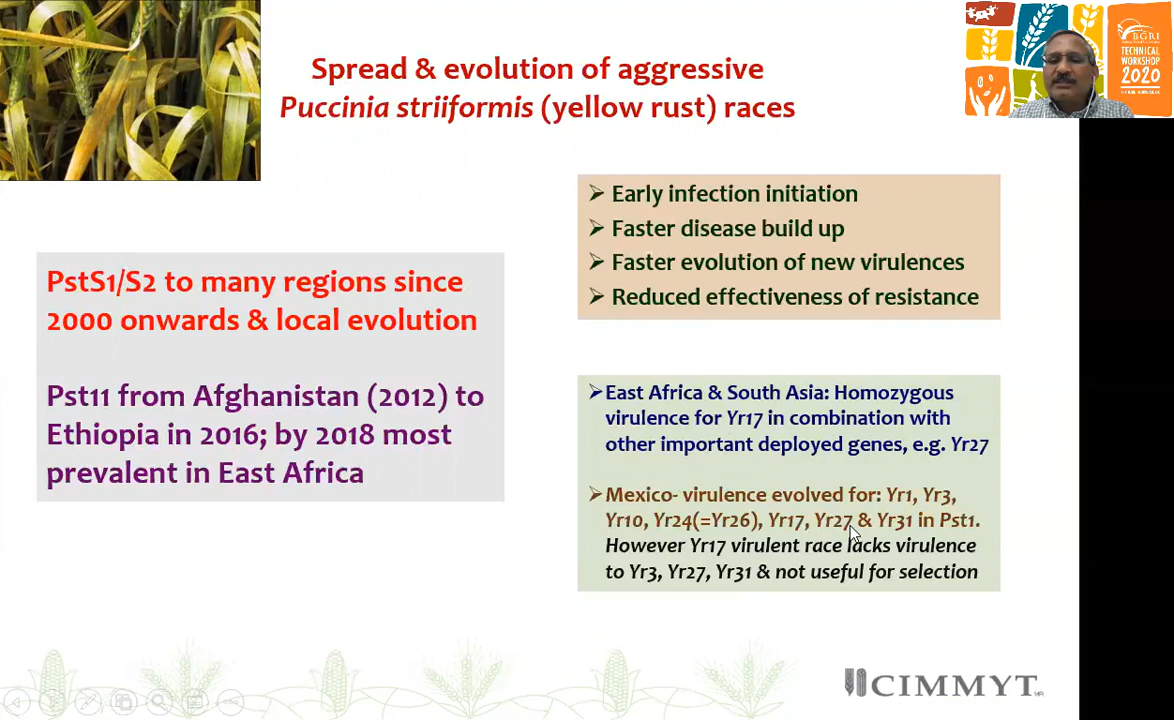 Spread & evolution of aggressive
Puccinia striiformis (yellow rust) races
BGRI
TECHNICAL
WORKSHOP
2020
Early infection initiation
Faster disease build up
Faster evolution of new virulences
Reduced effectiveness of resistance
PstS1/S2 to many regions since
2000 onwards & local evolution
Pst11 from Afghanistan (2012) to
Ethiopia in 2016; by 2018 most
prevalent in East Africa
East Africa & South Asia: Homozygous
virulence for Yr17 in combination with
other important deployed genes, e.g. Yr27
Mexico- virulence evolved for: Yr1, Yr3,
Yr10, Yr24(=Yr26), Yr17, Yr27 & Yr31 in Pst1.
However Yr17 virulent race lacks virulence
to Yr3, Yr27, Yr31 & not useful for selection
CIMMYT